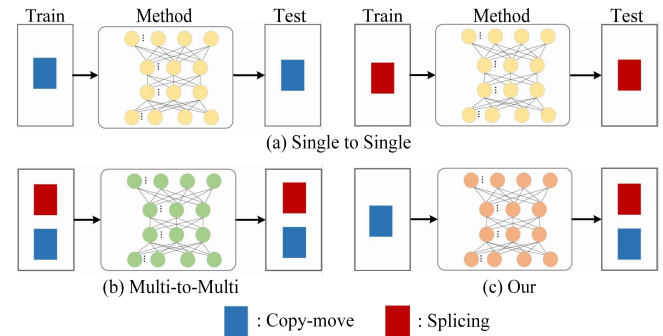 Train Method Test Train Method Test
(a) Single to Single
(b) Multi-to-Multi (c) Our
: Copy-move : Splicing